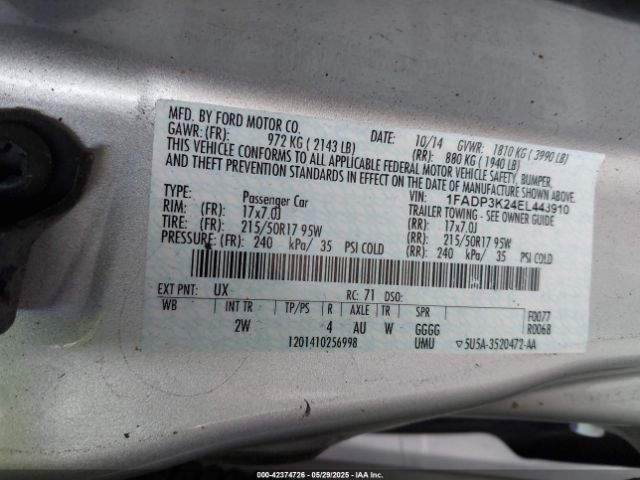 MFD. BY FORD MOTOR CO.
DATE: 10/14 GVWR: 1810 KG ( 3990 LB)
GAWR: (FR) 972 KG ( 2143 LB) (RR): 880 KG ( 1940 LB)
THIS VEHICLE CONFORMS TO ALL APPLICABLE FEDERAL MOTOR VEHICLE SAFETY, BUMPER,
AND THEFT PREVENTION STANDARDS IN EFFECT ON THE DATE OF MANUFACTURE SHOWN ABOVE.
VIN: 1FADP3K24EL443910
TYPE: Passenger Car TRAILER TOWING - SEE OWNER GUIDE
RIM: (FR) 17x7.0J (RR): 17x7.0J
TIRE: (FR) 215/50R17 95W (RR): 215/50R17 95W
PRESSURE: (FR) 240 kPa/ 35 PSI COLD (RR): 240 kPa/ 35 PSI COLD
EXT PNT: UX RC: 71 DSO:
WB INT TR TP/PS R AXLE TR SPR F0077
2W 4 AU W GGGG R0068
1201410256998 UMU ▽5U5A-3520472-AA
000-42374726 - 05/29/2025 - IAAI.com